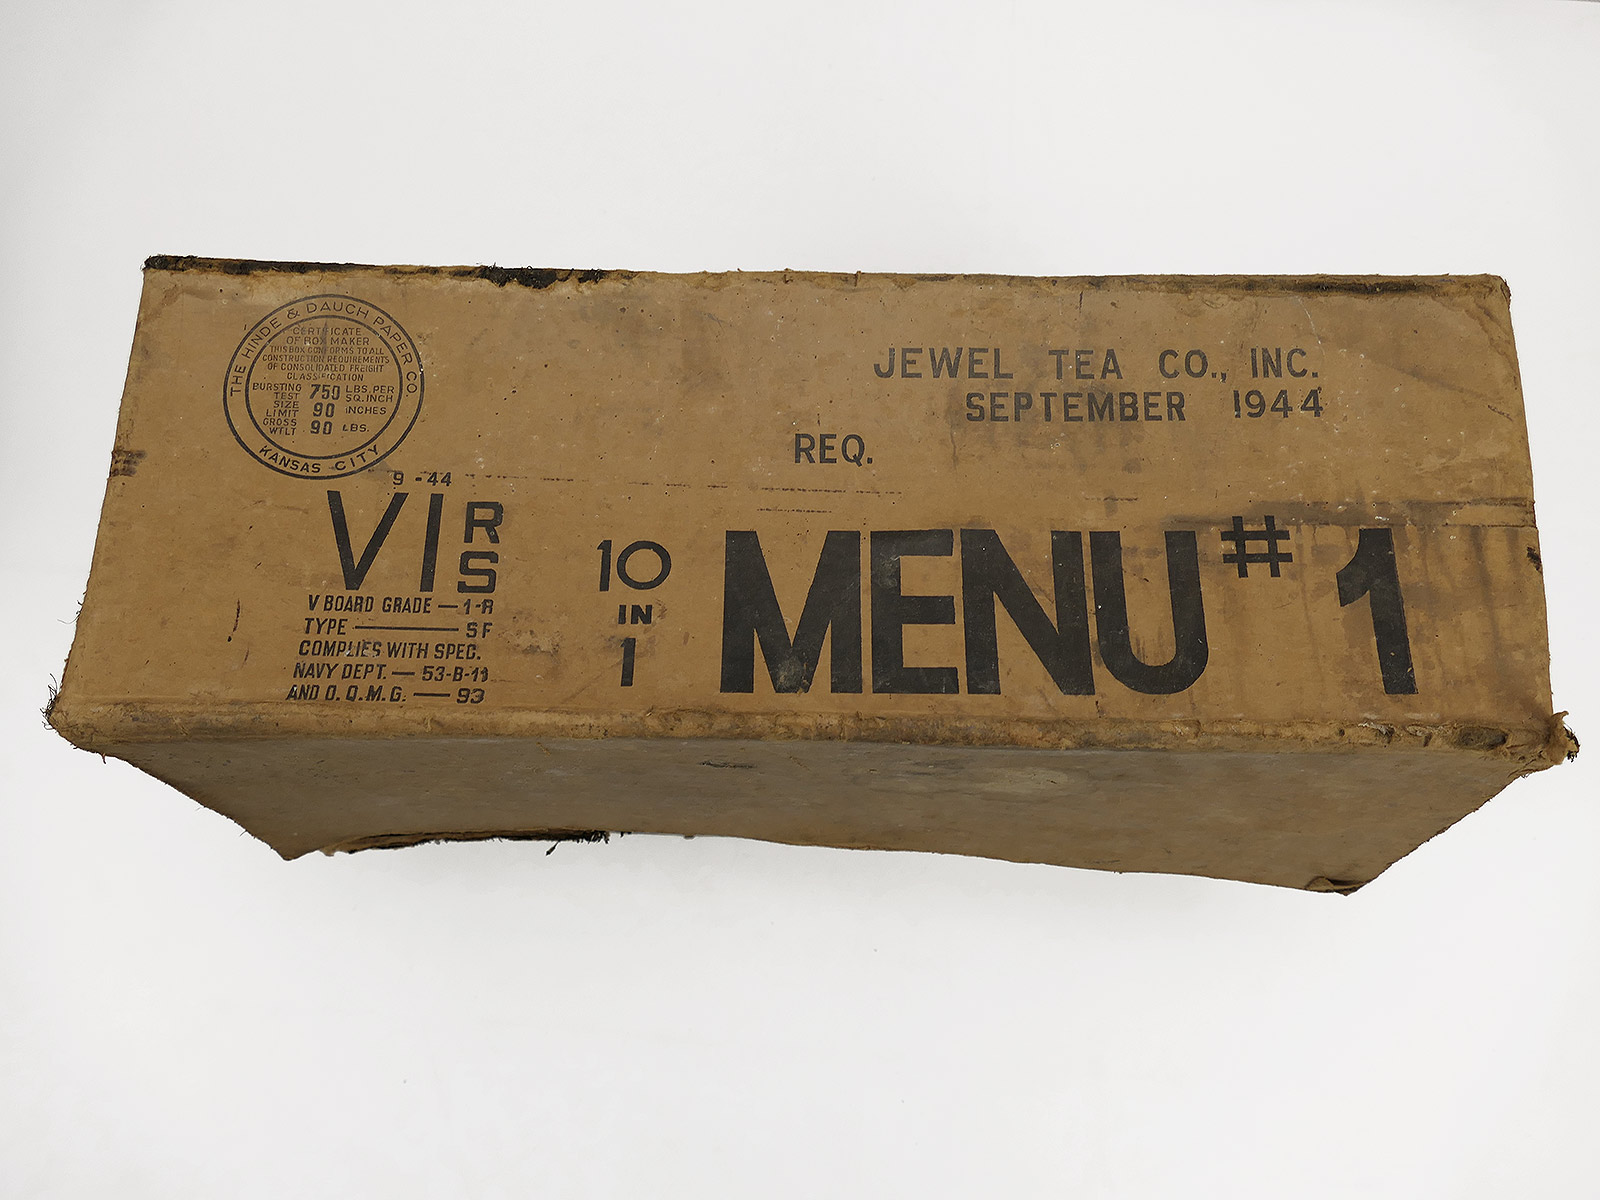 THE HINDE & DAUCH PAPER CO.
CERTIFICATE
OF BOX MAKER
THIS BOX CONFORMS TO ALL
CONSTRUCTION REQUIREMENTS
OF CONSOLIDATED FREIGHT
CLASSIFICATION
BURSTING TEST 750 LBS. PER SQ. INCH
SIZE LIMIT 90 INCHES
GROSS WT. LT. 90 LBS.
KANSAS CITY
9-44
JEWEL TEA CO., INC.
SEPTEMBER 1944
REQ.
V1 R S
V BOARD GRADE — 1-R
TYPE — SF
COMPLIES WITH SPEC.
NAVY DEPT. — 53-B-11
AND O. Q.M.G. — 93
10
IN
1
MENU #1